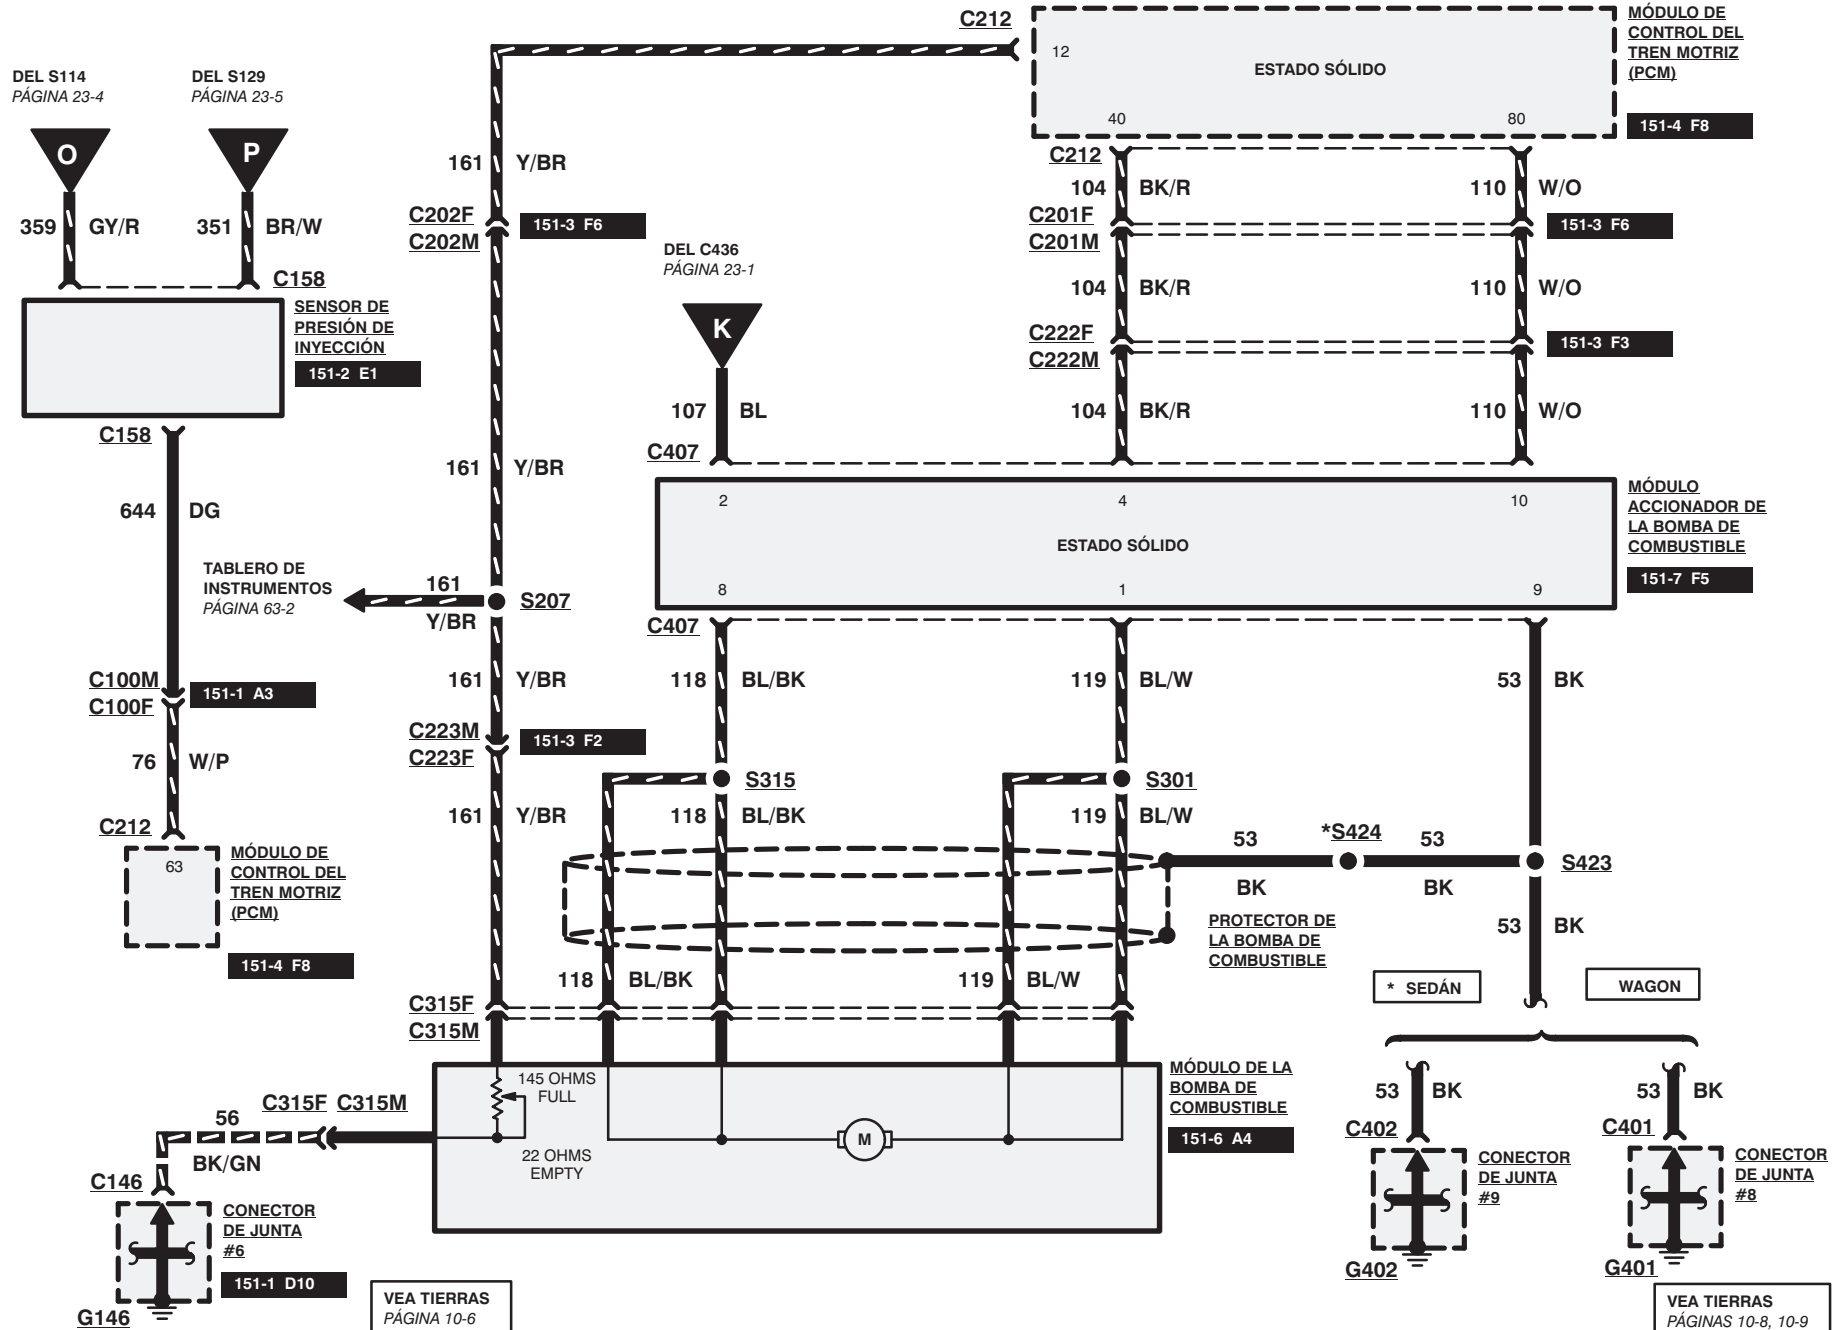 DEL S114
PÁGINA 23-4
DEL S129
PÁGINA 23-5
O
P
359
GY/R
351
BR/W
C158
SENSOR DE
PRESIÓN DE
INYECCIÓN
151-2 E1
C158
644
DG
TABLERO DE
INSTRUMENTOS
PÁGINA 63-2
C100M
C100F
151-1 A3
76
W/P
C212
63
MÓDULO DE
CONTROL DEL
TREN MOTRIZ
(PCM)
151-4 F8
C212
12
ESTADO SÓLIDO
40
80
MÓDULO DE
CONTROL DEL
TREN MOTRIZ
(PCM)
151-4 F8
161
Y/BR
C202F
C202M
151-3 F6
161
Y/BR
161
Y/BR
S207
161
Y/BR
C223M
C223F
151-3 F2
161
Y/BR
C212
104
BK/R
110
W/O
C201F
C201M
151-3 F6
104
BK/R
110
W/O
C222F
C222M
151-3 F3
104
BK/R
110
W/O
DEL C436
PÁGINA 23-1
K
107
BL
C407
2
4
10
ESTADO SÓLIDO
8
1
9
MÓDULO
ACCIONADOR DE
LA BOMBA DE
COMBUSTIBLE
151-7 F5
C407
118
BL/BK
119
BL/W
53
BK
S315
S301
118
BL/BK
119
BL/W
53
BK
*S424
53
BK
S423
PROTECTOR DE
LA BOMBA DE
COMBUSTIBLE
53
BK
118
BL/BK
119
BL/W
* SEDÁN
WAGON
C315F
C315M
145 OHMS
FULL
22 OHMS
EMPTY
M
MÓDULO DE LA
BOMBA DE
COMBUSTIBLE
151-6 A4
C315F C315M
56
BK/GN
C146
CONECTOR
DE JUNTA
#6
151-1 D10
G146
VEA TIERRAS
PÁGINA 10-6
53
BK
C402
CONECTOR
DE JUNTA
#9
G402
53
BK
C401
CONECTOR
DE JUNTA
#8
G401
VEA TIERRAS
PÁGINAS 10-8, 10-9